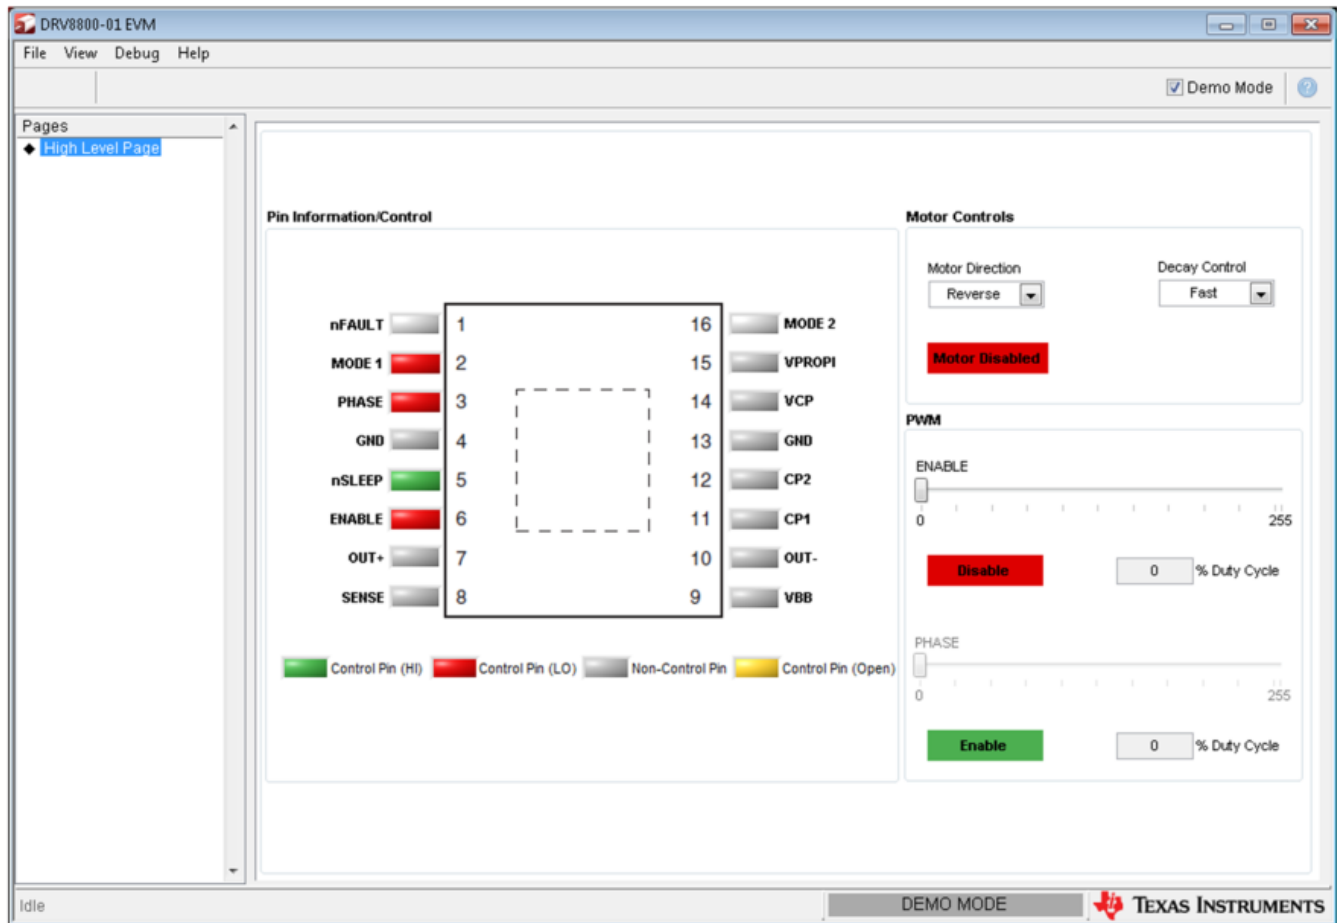 DRV8800-01 EVM
File View Debug Help
Demo Mode
Pages
High Level Page
Pin Information/Control
nFAULT 1 16 MODE 2
MODE 1 2 15 VPROPI
PHASE 3 14 VCP
GND 4 13 GND
nSLEEP 5 12 CP2
ENABLE 6 11 CP1
OUT+ 7 10 OUT-
SENSE 8 9 VBB
Control Pin (HI) Control Pin (LO) Non-Control Pin Control Pin (Open)
Motor Controls
Motor Direction Decay Control
Reverse Fast
Motor Disabled
PWM
ENABLE
0 255
Disable 0 % Duty Cycle
PHASE
0 255
Enable 0 % Duty Cycle
Idle DEMO MODE TEXAS INSTRUMENTS